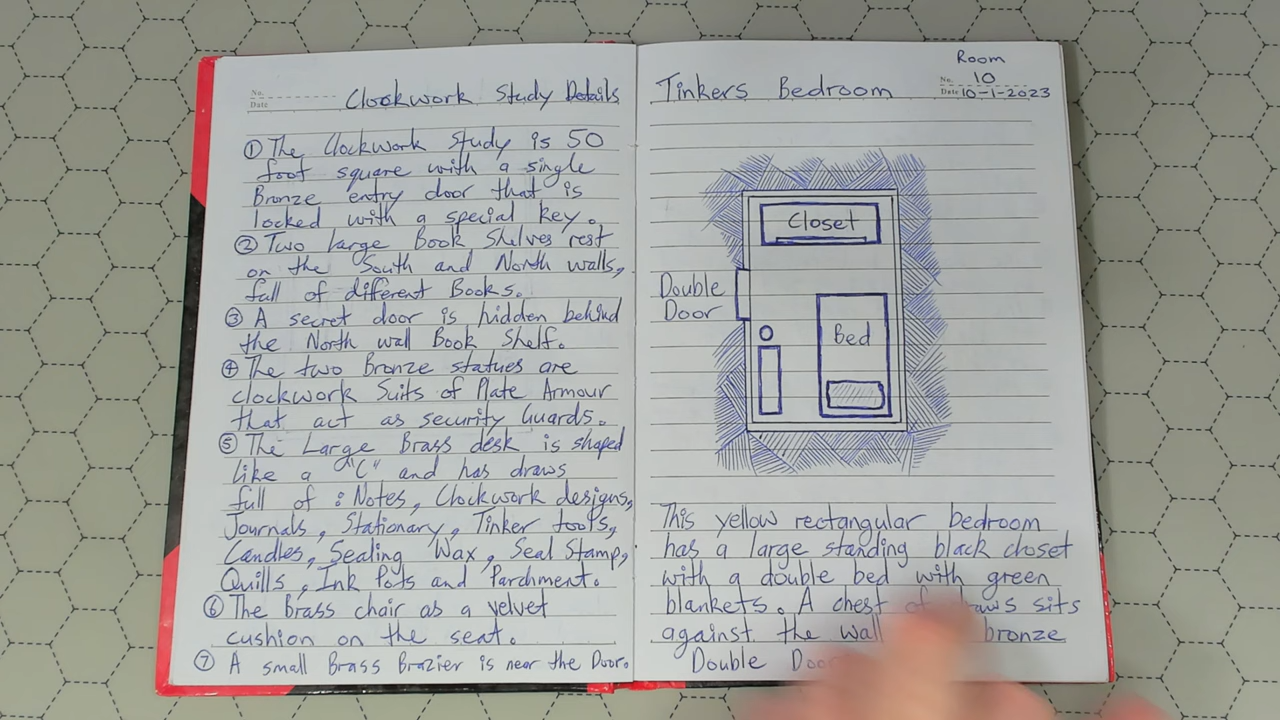 No.
Date
Clockwork Study Details
① The Clockwork Study is 50
foot square with a single
Bronze entry door that is
locked with a special key.
② Two large Book Shelves rest
on the South and North walls,
full of different Books.
③ A secret door is hidden behind
the North wall Book Shelf.
④ The two Bronze statues are
clockwork Suits of Plate Armour
that act as security Guards.
⑤ The Large Brass desk is shaped
like a "C" and has draws
full of : Notes, Clockwork designs,
Journals, Stationary, Tinker tools,
Candles, Sealing Wax, Seal Stamp,
Quills, Ink Pots and Parchment.
⑥ The Brass chair as a velvet
cushion on the seat.
⑦ A small Brass Brazier is near the Door.
Room
Tinkers Bedroom
No. 10
Date 10-1-2023
Closet
Double
Door
Bed
This yellow rectangular bedroom
has a large standing black closet
with a double bed with green
blankets. A chest of draws sits
against the wall bronze
Double Door